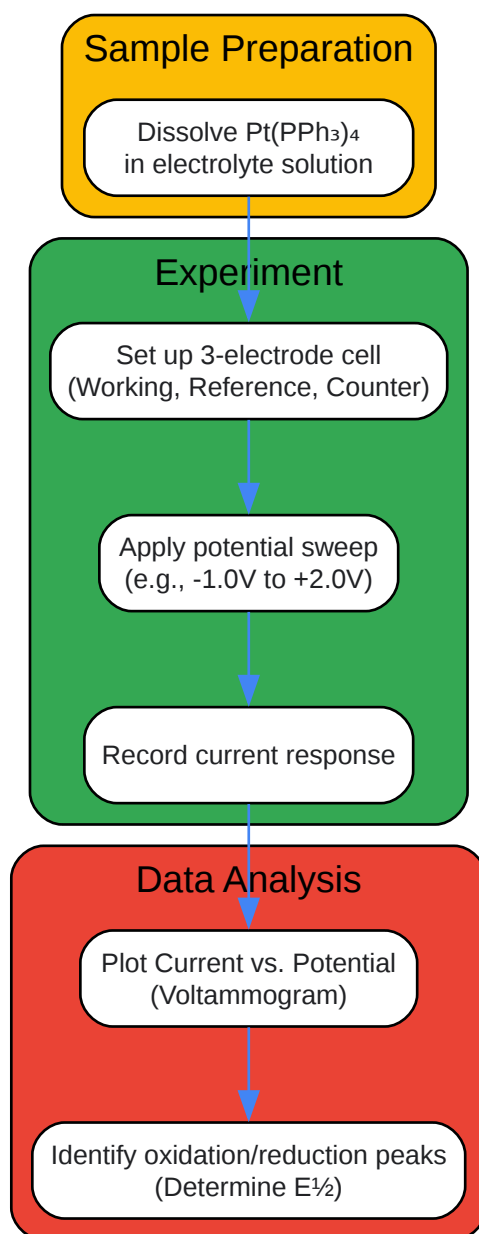 Sample Preparation
Dissolve Pt(PPh₃)₄
in electrolyte solution
Experiment
Set up 3-electrode cell
(Working, Reference, Counter)
Apply potential sweep
(e.g., -1.0V to +2.0V)
Record current response
Data Analysis
Plot Current vs. Potential
(Voltammogram)
Identify oxidation/reduction peaks
(Determine E½)